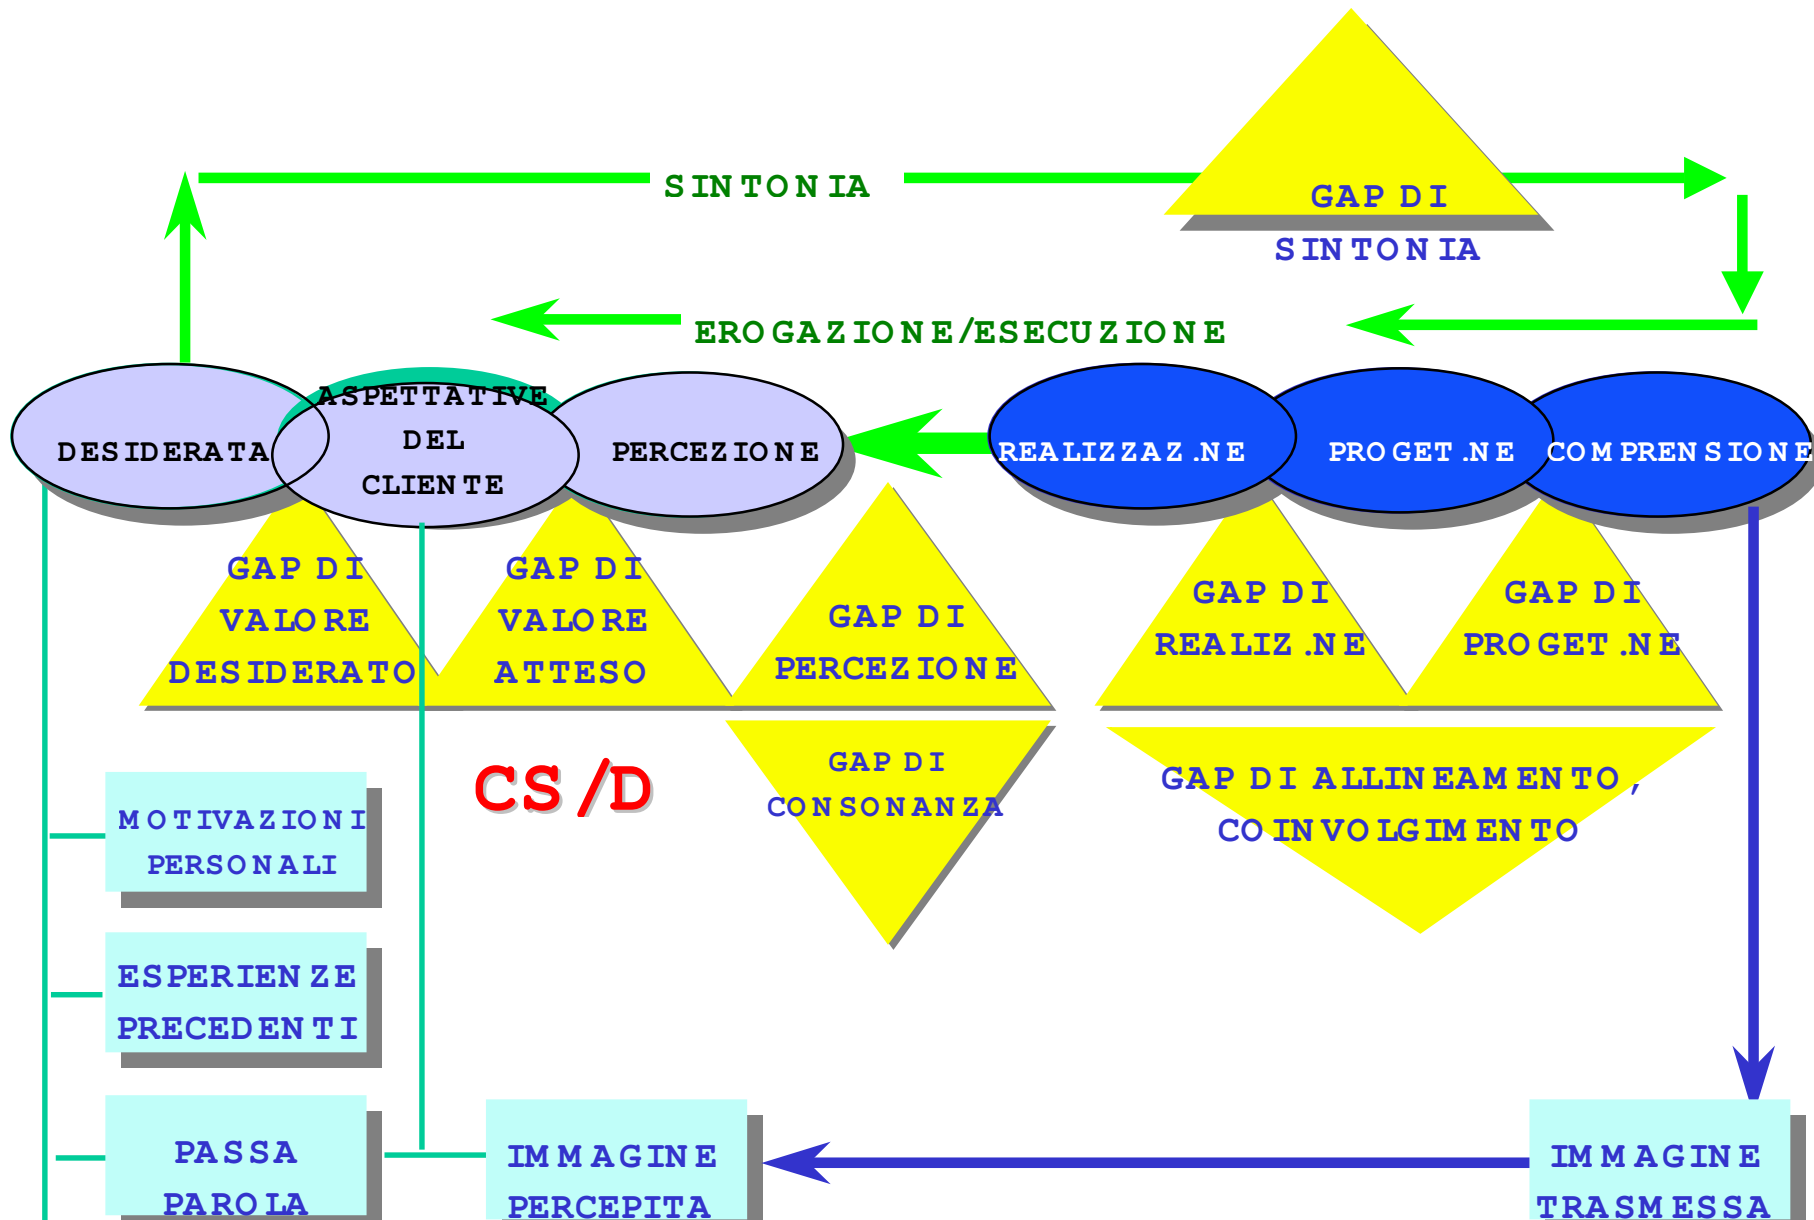 SINTONIA
GAP DI
SINTONIA
EROGAZIONE/ESECUZIONE
DESIDERATA
ASPETTATIVE
DEL
CLIENTE
PERCEZIONE
REALIZZAZ.NE
PROGET.NE
COMPRENSIONE
GAP DI
VALORE
DESIDERATO
GAP DI
VALORE
ATTESO
GAP DI
PERCEZIONE
GAP DI
REALIZ.NE
GAP DI
PROGET.NE
CS/D
GAP DI
CONSONANZA
GAP DI ALLINEAMENTO,
COINVOLGIMENTO
MOTIVAZIONI
PERSONALI
ESPERIENZE
PRECEDENTI
PASSA
PAROLA
IMMAGINE
PERCEPITA
IMMAGINE
TRASMESSA